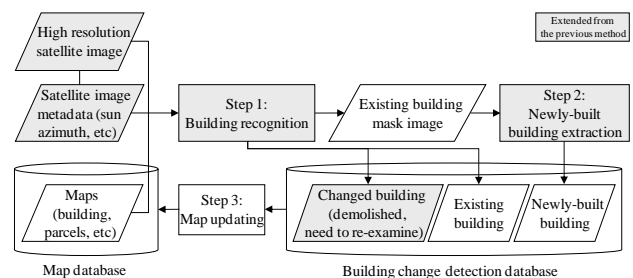 High resolution
satellite image
Extended from
the previous method
Satellite image
metadata (sun
azimuth, etc)
Step 1:
Building recognition
Existing building
mask image
Step 2:
Newly-built
building extraction
Maps
(building,
parcels, etc)
Step 3:
Map updating
Changed building
(demolished,
need to re-examine)
Existing
building
Newly-built
building
Map database
Building change detection database